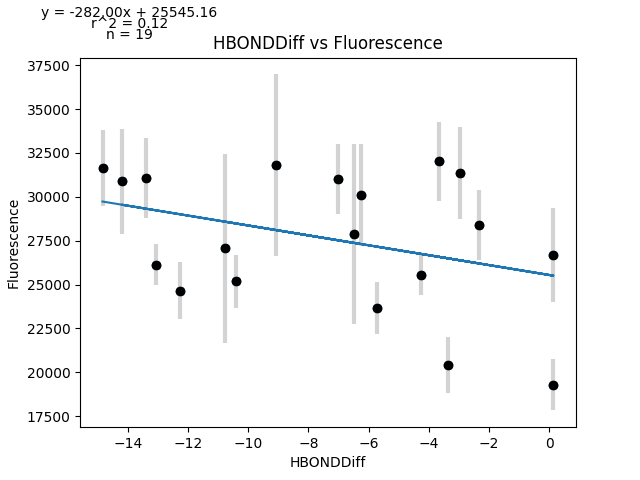 y = -282.00x + 25545.16
r^2 = 0.12
n = 19
HBONDDiff vs Fluorescence
37500
35000
32500
30000
27500
25000
22500
20000
17500
Fluorescence
−14 −12 −10 −8 −6 −4 −2 0
HBONDDiff